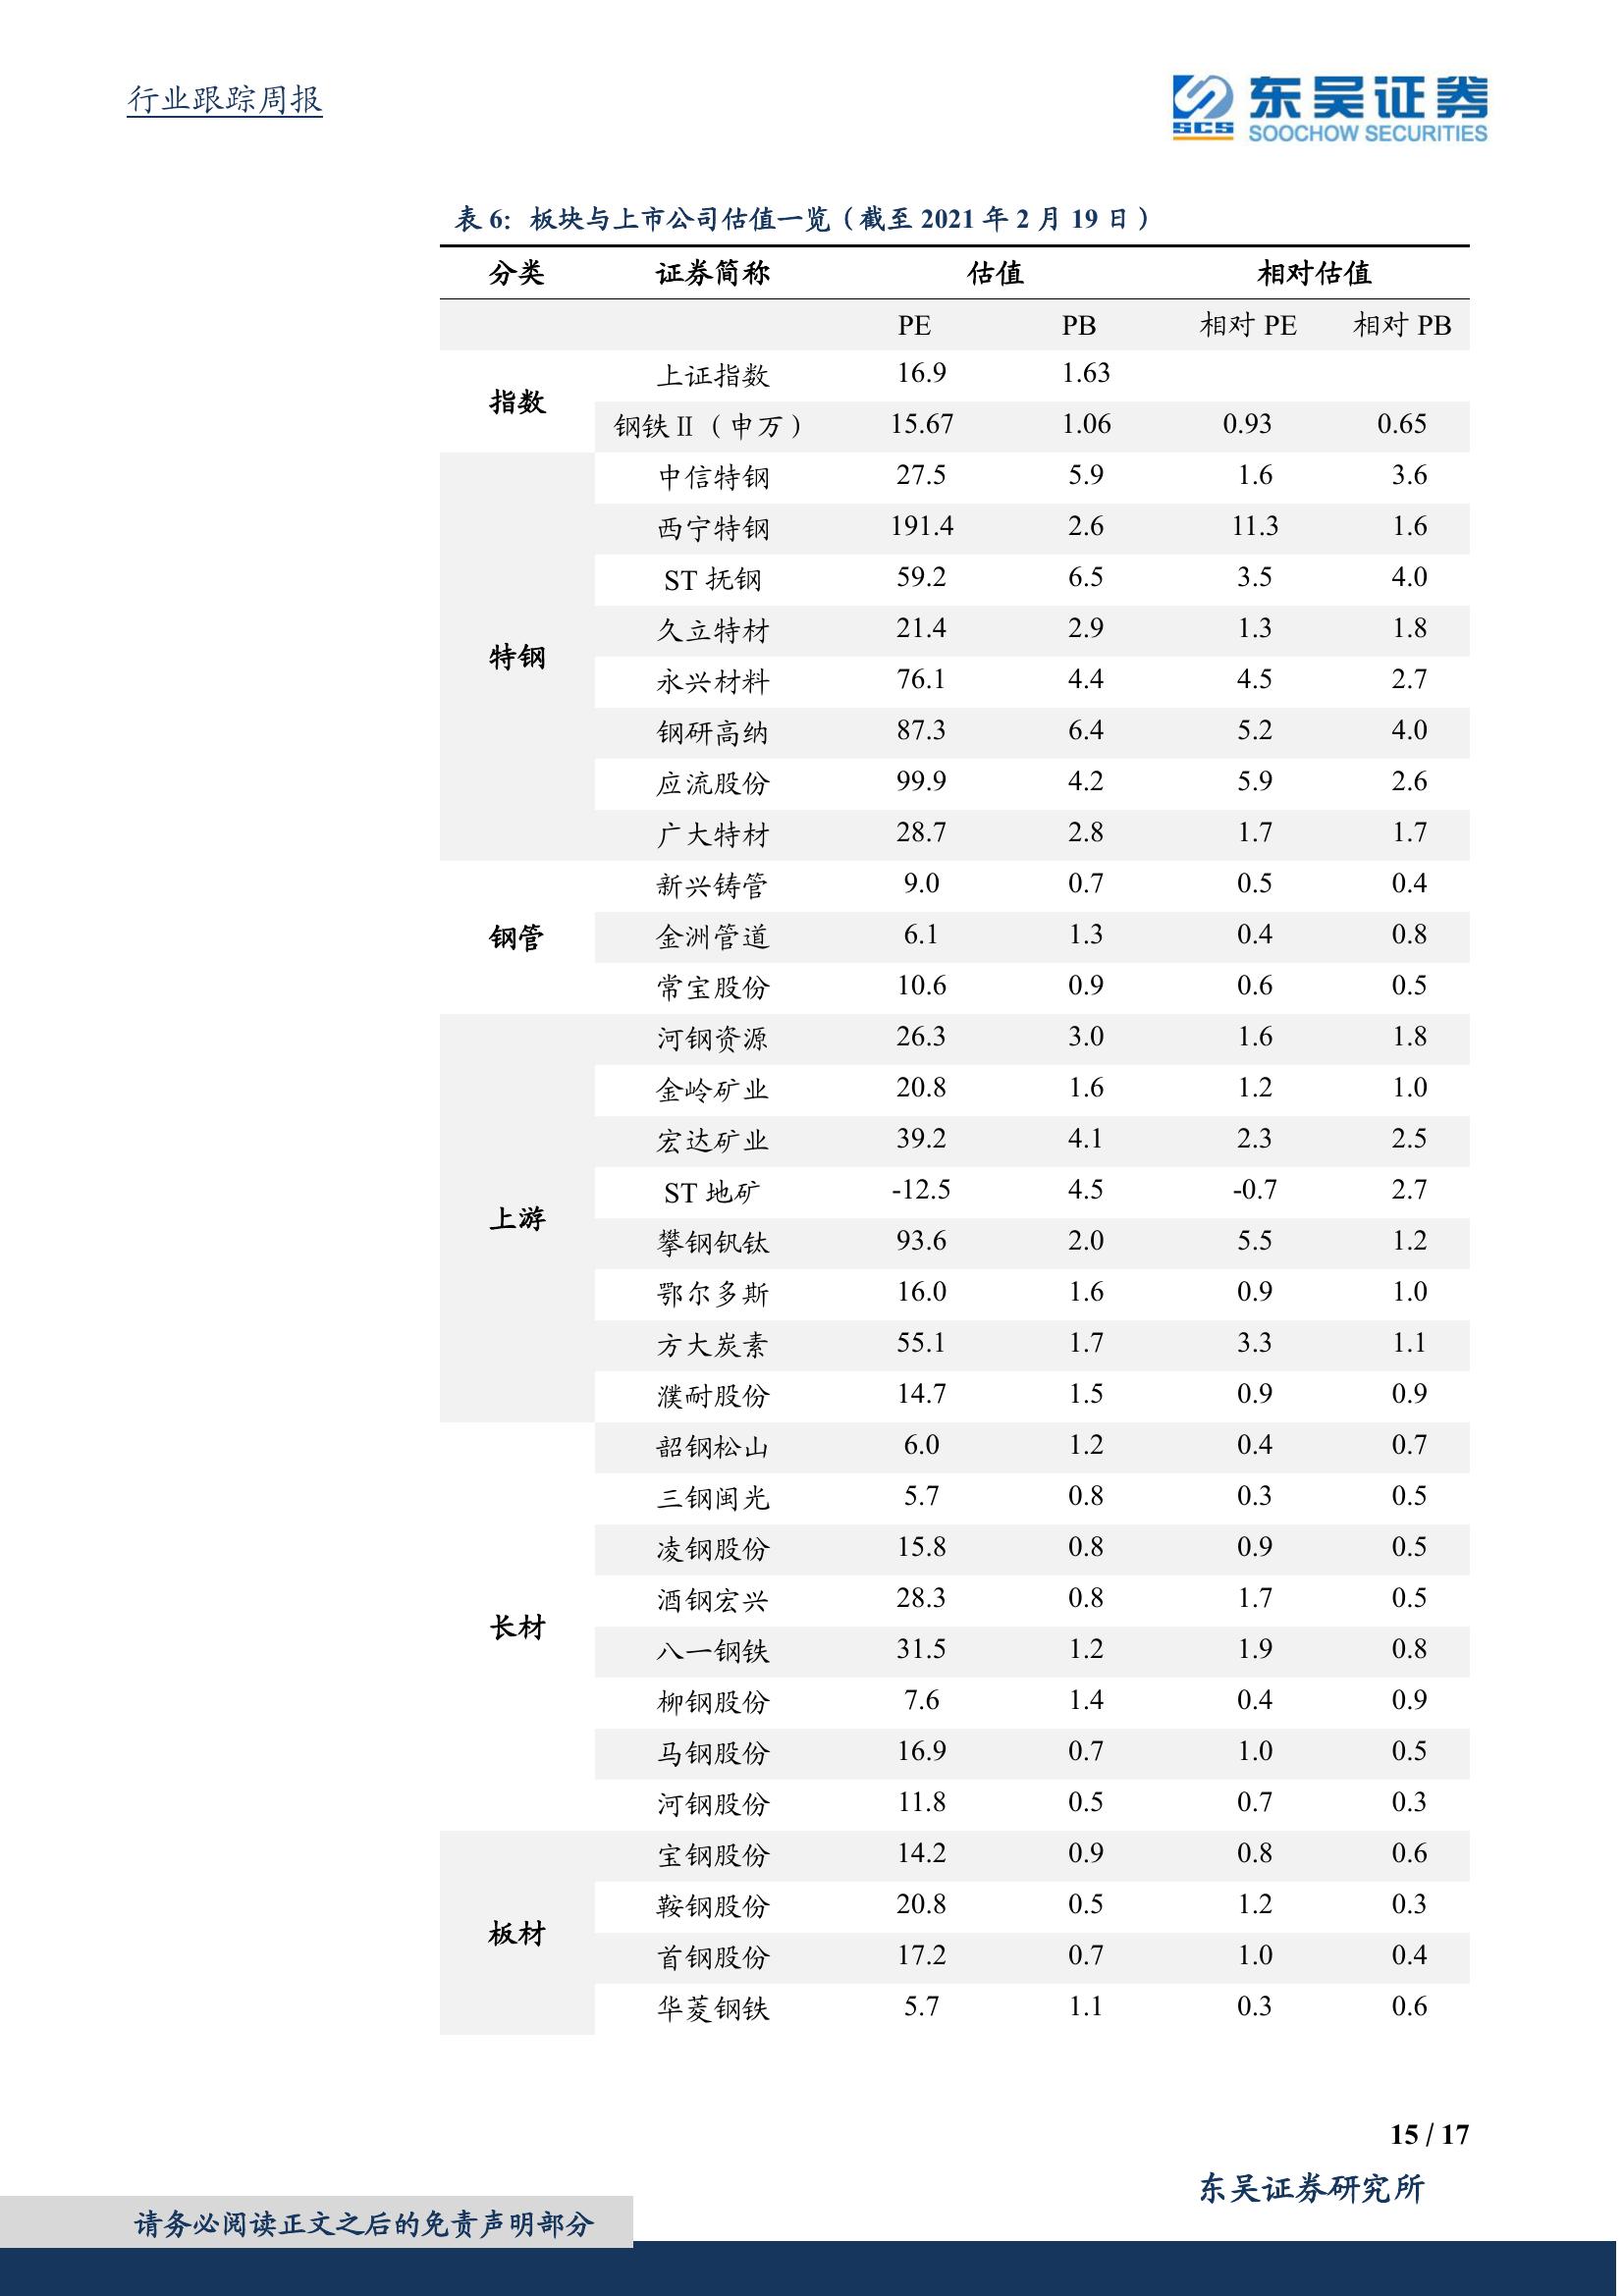 行业跟踪周报
东吴证券
SCS
SOOCHOW SECURITIES
表 6: 板块与上市公司估值一览（截至 2021 年 2 月 19 日）
分类 证券简称 估值 相对估值
PE PB 相对 PE 相对 PB
指数
上证指数 16.9 1.63
钢铁Ⅱ（申万） 15.67 1.06 0.93 0.65
特钢
中信特钢 27.5 5.9 1.6 3.6
西宁特钢 191.4 2.6 11.3 1.6
ST 抚钢 59.2 6.5 3.5 4.0
久立特材 21.4 2.9 1.3 1.8
永兴材料 76.1 4.4 4.5 2.7
钢研高纳 87.3 6.4 5.2 4.0
应流股份 99.9 4.2 5.9 2.6
广大特材 28.7 2.8 1.7 1.7
钢管
新兴铸管 9.0 0.7 0.5 0.4
金洲管道 6.1 1.3 0.4 0.8
常宝股份 10.6 0.9 0.6 0.5
上游
河钢资源 26.3 3.0 1.6 1.8
金岭矿业 20.8 1.6 1.2 1.0
宏达矿业 39.2 4.1 2.3 2.5
ST 地矿 -12.5 4.5 -0.7 2.7
攀钢钒钛 93.6 2.0 5.5 1.2
鄂尔多斯 16.0 1.6 0.9 1.0
方大炭素 55.1 1.7 3.3 1.1
濮耐股份 14.7 1.5 0.9 0.9
长材
韶钢松山 6.0 1.2 0.4 0.7
三钢闽光 5.7 0.8 0.3 0.5
凌钢股份 15.8 0.8 0.9 0.5
酒钢宏兴 28.3 0.8 1.7 0.5
八一钢铁 31.5 1.2 1.9 0.8
柳钢股份 7.6 1.4 0.4 0.9
马钢股份 16.9 0.7 1.0 0.5
河钢股份 11.8 0.5 0.7 0.3
板材
宝钢股份 14.2 0.9 0.8 0.6
鞍钢股份 20.8 0.5 1.2 0.3
首钢股份 17.2 0.7 1.0 0.4
华菱钢铁 5.7 1.1 0.3 0.6
15 / 17
东吴证券研究所
请务必阅读正文之后的免责声明部分